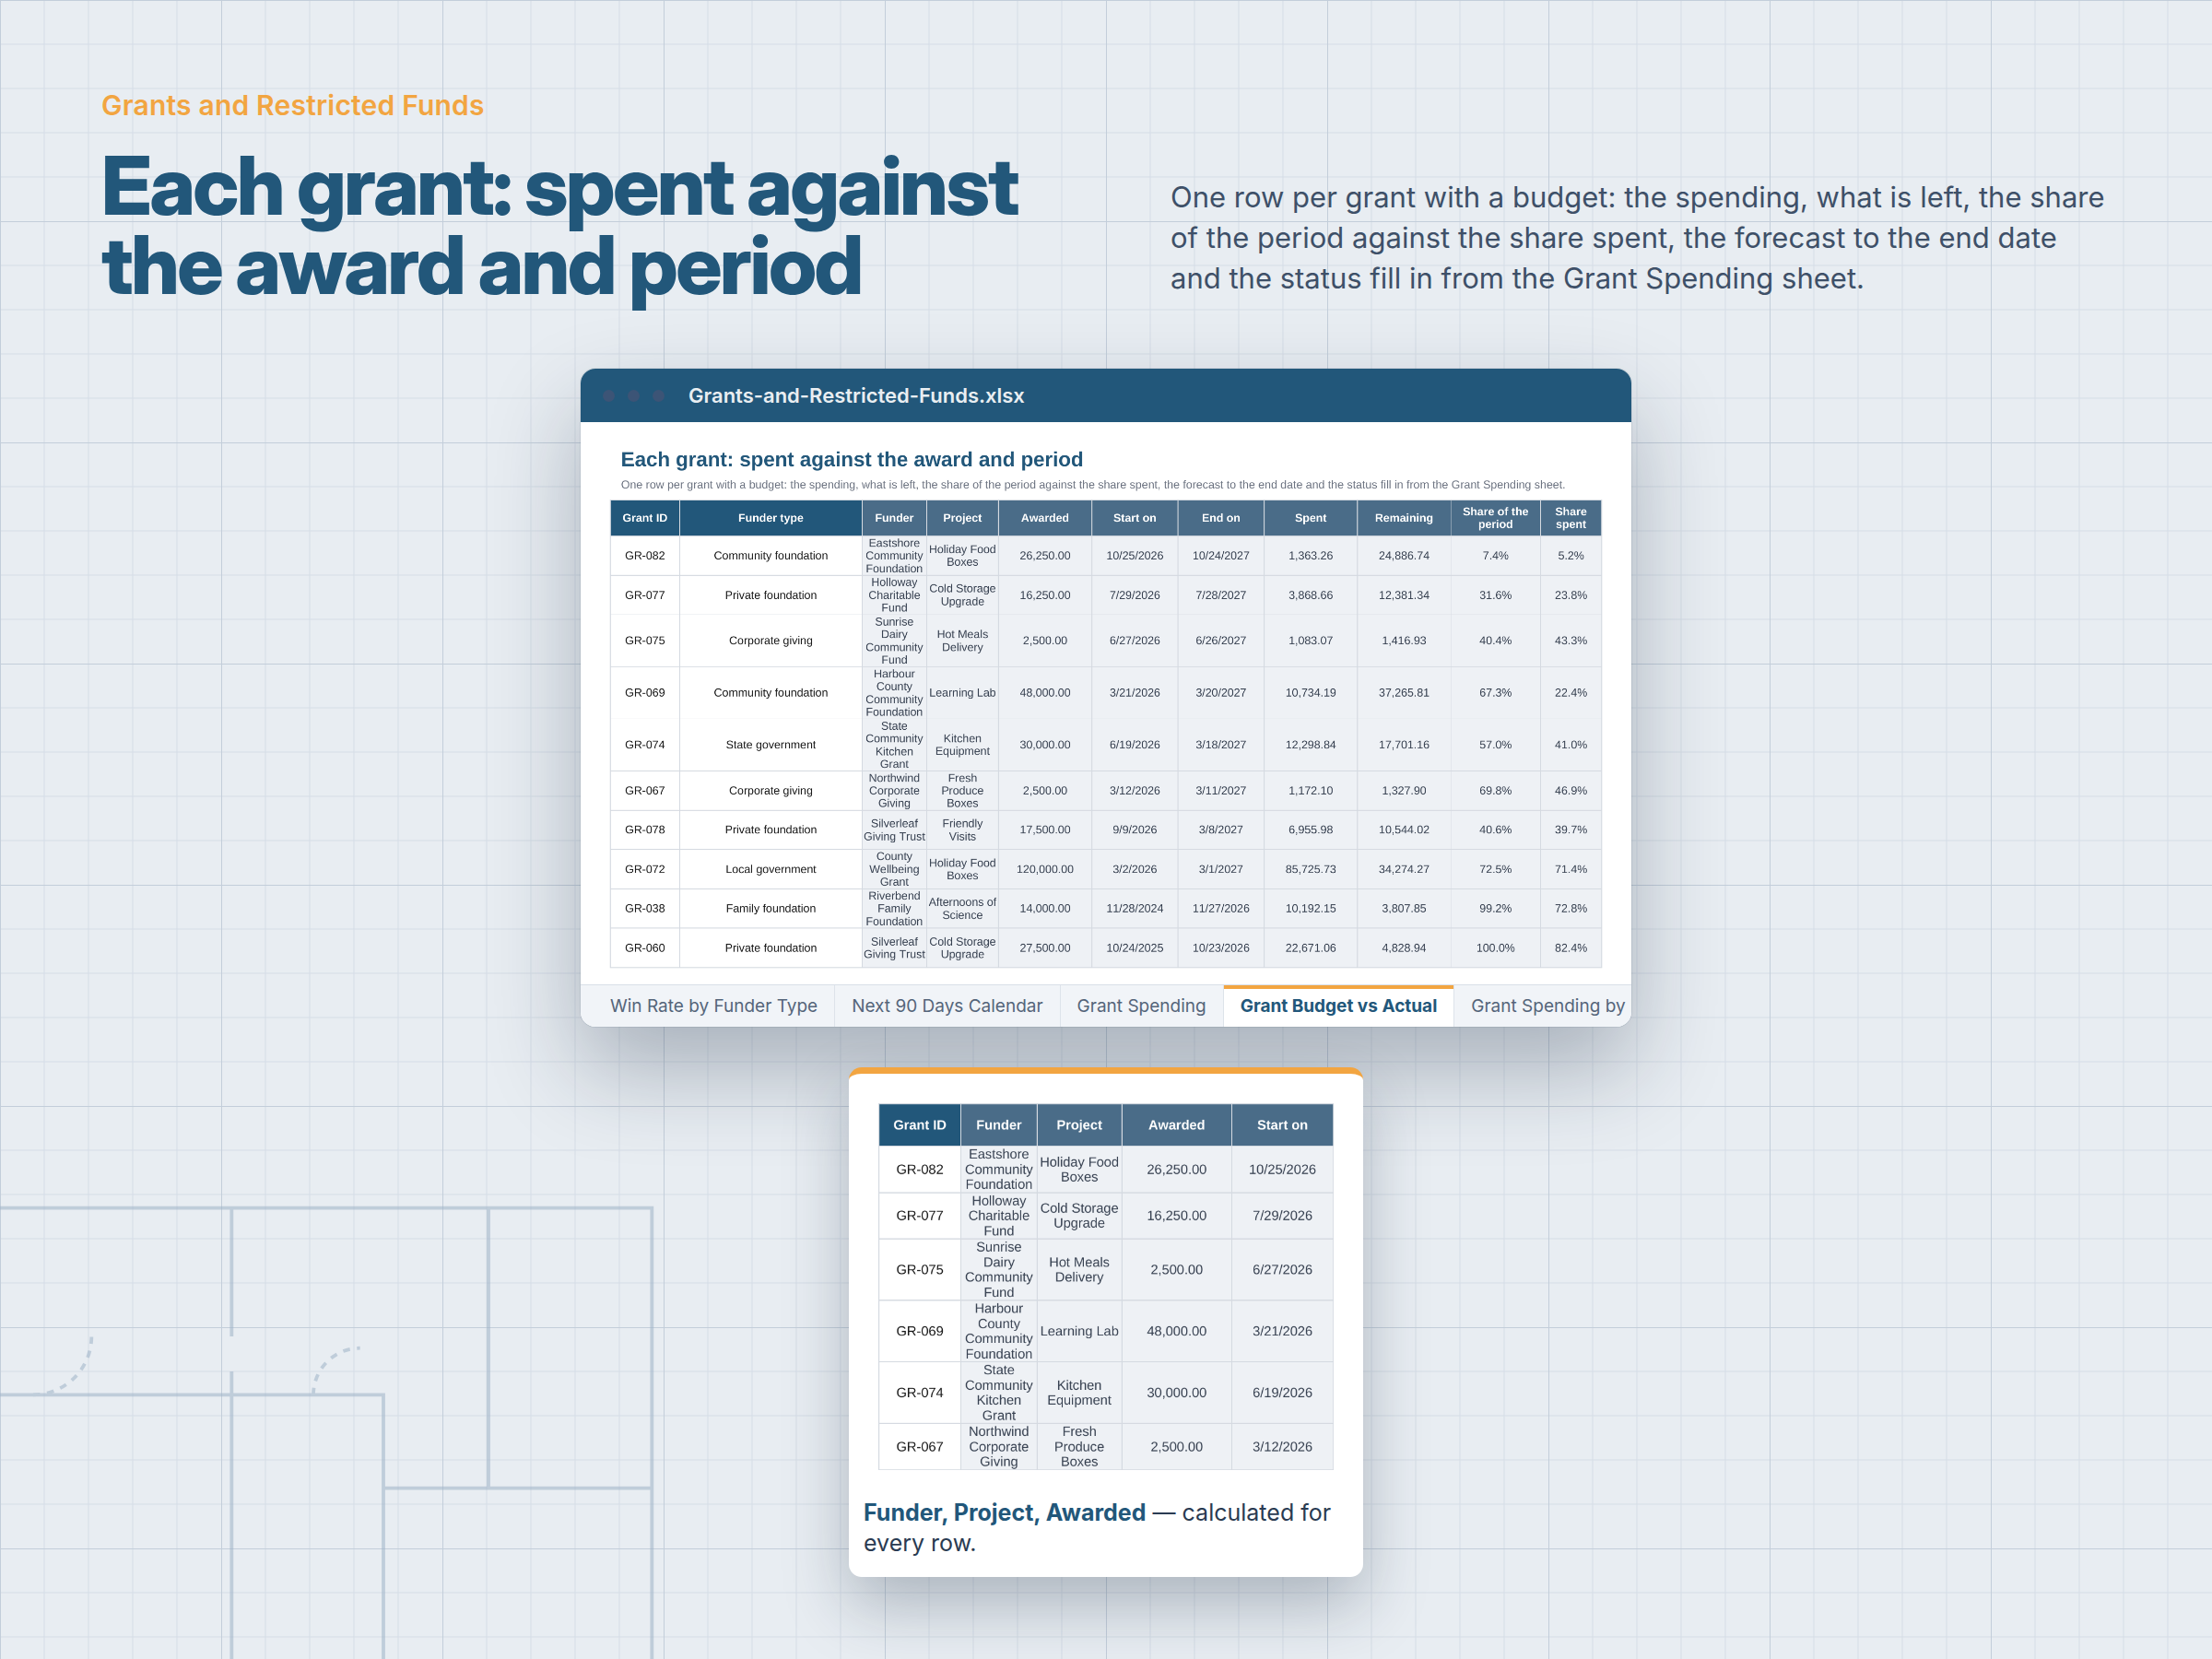 Grants and Restricted Funds
Each grant: spent against
the award and period
One row per grant with a budget: the spending, what is left, the share
of the period against the share spent, the forecast to the end date
and the status fill in from the Grant Spending sheet.
Grants-and-Restricted-Funds.xlsx
Each grant: spent against the award and period
One row per grant with a budget: the spending, what is left, the share of the period against the share spent, the forecast to the end date and the status fill in from the Grant Spending sheet.
Grant ID Funder type Funder Project Awarded Start on End on Spent Remaining Share of the period Share spent
GR-082 Community foundation Eastshore Community Foundation Holiday Food Boxes 26,250.00 10/25/2026 10/24/2027 1,363.26 24,886.74 7.4% 5.2%
GR-077 Private foundation Holloway Charitable Fund Cold Storage Upgrade 16,250.00 7/29/2026 7/28/2027 3,868.66 12,381.34 31.6% 23.8%
GR-075 Corporate giving Sunrise Dairy Community Fund Hot Meals Delivery 2,500.00 6/27/2026 6/26/2027 1,083.07 1,416.93 40.4% 43.3%
GR-069 Community foundation Harbour County Community Foundation Learning Lab 48,000.00 3/21/2026 3/20/2027 10,734.19 37,265.81 67.3% 22.4%
GR-074 State government State Community Kitchen Grant Kitchen Equipment 30,000.00 6/19/2026 3/18/2027 12,298.84 17,701.16 57.0% 41.0%
GR-067 Corporate giving Northwind Corporate Giving Fresh Produce Boxes 2,500.00 3/12/2026 3/11/2027 1,172.10 1,327.90 69.8% 46.9%
GR-078 Private foundation Silverleaf Giving Trust Friendly Visits 17,500.00 9/9/2026 3/8/2027 6,955.98 10,544.02 40.6% 39.7%
GR-072 Local government County Wellbeing Grant Holiday Food Boxes 120,000.00 3/2/2026 3/1/2027 85,725.73 34,274.27 72.5% 71.4%
GR-038 Family foundation Riverbend Family Foundation Afternoons of Science 14,000.00 11/28/2024 11/27/2026 10,192.15 3,807.85 99.2% 72.8%
GR-060 Private foundation Silverleaf Giving Trust Cold Storage Upgrade 27,500.00 10/24/2025 10/23/2026 22,671.06 4,828.94 100.0% 82.4%
Win Rate by Funder Type Next 90 Days Calendar Grant Spending Grant Budget vs Actual Grant Spending by
Grant ID Funder Project Awarded Start on
GR-082 Eastshore Community Foundation Holiday Food Boxes 26,250.00 10/25/2026
GR-077 Holloway Charitable Fund Cold Storage Upgrade 16,250.00 7/29/2026
GR-075 Sunrise Dairy Community Fund Hot Meals Delivery 2,500.00 6/27/2026
GR-069 Harbour County Community Foundation Learning Lab 48,000.00 3/21/2026
GR-074 State Community Kitchen Grant Kitchen Equipment 30,000.00 6/19/2026
GR-067 Northwind Corporate Giving Fresh Produce Boxes 2,500.00 3/12/2026
Funder, Project, Awarded — calculated for
every row.